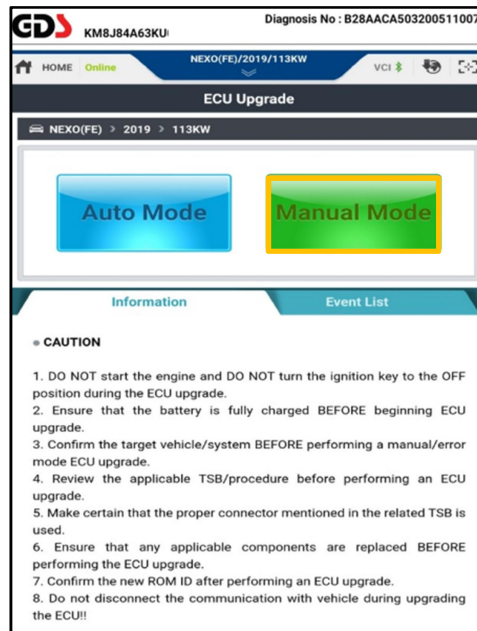 GDS
KM8J84A63KU
Diagnosis No : B28AACA503200511007
HOME Online
NEXO(FE)/2019/113KW
VCI
ECU Upgrade
NEXO(FE) > 2019 > 113KW
Auto Mode
Manual Mode
Information
Event List
CAUTION
1. DO NOT start the engine and DO NOT turn the ignition key to the OFF
position during the ECU upgrade.
2. Ensure that the battery is fully charged BEFORE beginning ECU
upgrade.
3. Confirm the target vehicle/system BEFORE performing a manual/error
mode ECU upgrade.
4. Review the applicable TSB/procedure before performing an ECU
upgrade.
5. Make certain that the proper connector mentioned in the related TSB is
used.
6. Ensure that any applicable components are replaced BEFORE
performing the ECU upgrade.
7. Confirm the new ROM ID after performing an ECU upgrade.
8. Do not disconnect the communication with vehicle during upgrading
the ECU!!